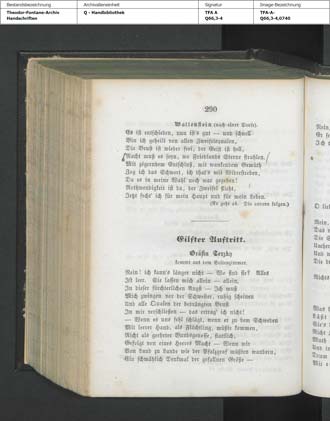 Bestandsbezeichnung
Archivalieneinheit
Signatur
Image-Bezeichnung
Theodor-Fontane-Archiv
Handschriften
Q - Handbibliothek
TFA A
Q66,3-4
TFA-A-
Q66,3-4,0740
290
Wallenstein (nach einer Pause).
Es ist entschieden, nun ist's gut — und schnell
Bin ich geheilt von allen Zweifelsqualen,
Die Brust ist wieder frei, der Geist ist hell,
Nacht muß es seyn, wo Friedlands Sterne strahlen.
Mit zögerndem Entschluß, mit wankendem Gemüth
Zog ich das Schwert, ich that's mit Widerstreben,
Da es in meine Wahl noch war gegeben!
Nothwendigkeit ist da, der Zweifel flieht,
Jetzt fecht' ich für mein Haupt und für mein Leben.
(Er geht ab. Die andern folgen.)
Eilfter Auftritt.
Gräfin Terzky
kommt aus dem Seitenzimmer.
Nein! ich kann's länger nicht — Wo sind sie? Alles
Ist leer. Sie lassen mich allein — allein,
In dieser fürchterlichen Angst — Ich muß
Mich zwingen vor der Schwester, ruhig scheinen
Und alle Qualen der bedrängten Brust
In mir verschließen — das ertrag' ich nicht!
— Wenn es uns fehl schlägt, wenn er zu dem Schweden
Mit leerer Hand, als Flüchtling, müßte kommen,
Nicht als geehrter Bundsgenosse, stattlich,
Gefolgt von eines Heeres Macht — Wenn wir
Von Land zu Lande wie der Pfalzgraf müßten wandern,
Ein schmählich Denkmal der gefallnen Größe —